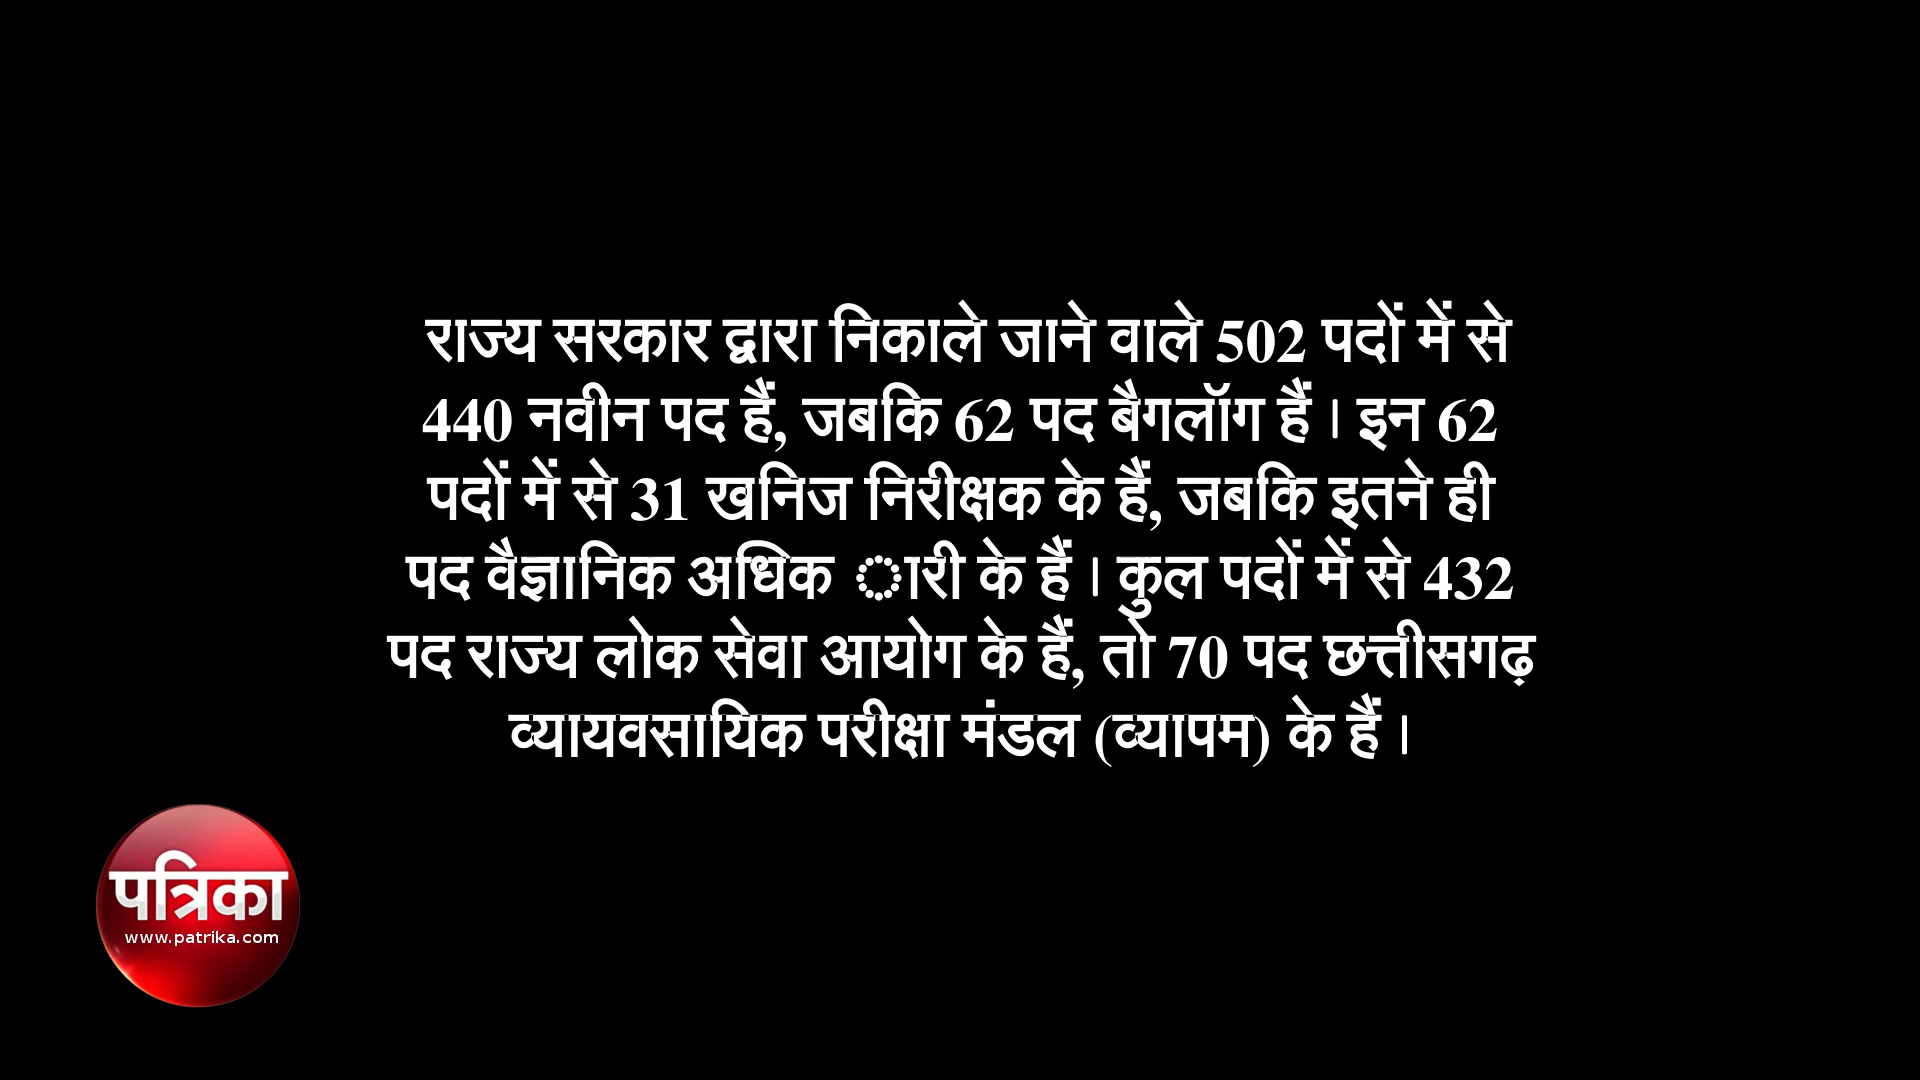 राज्य सरकार द्वारा निकाले जाने वाले 502 पदों में से
440 नवीन पद हैं, जबकि 62 पद बैगलॉग हैं। इन 62
पदों में से 31 खनिज निरीक्षक के हैं, जबकि इतने ही
पद वैज्ञानिक अधिक ारी के हैं। कुल पदों में से 432
पद राज्य लोक सेवा आयोग के हैं, तो 70 पद छत्तीसगढ़
व्यायवसायिक परीक्षा मंडल (व्यापम) के हैं।
पत्रिका
www.patrika.com